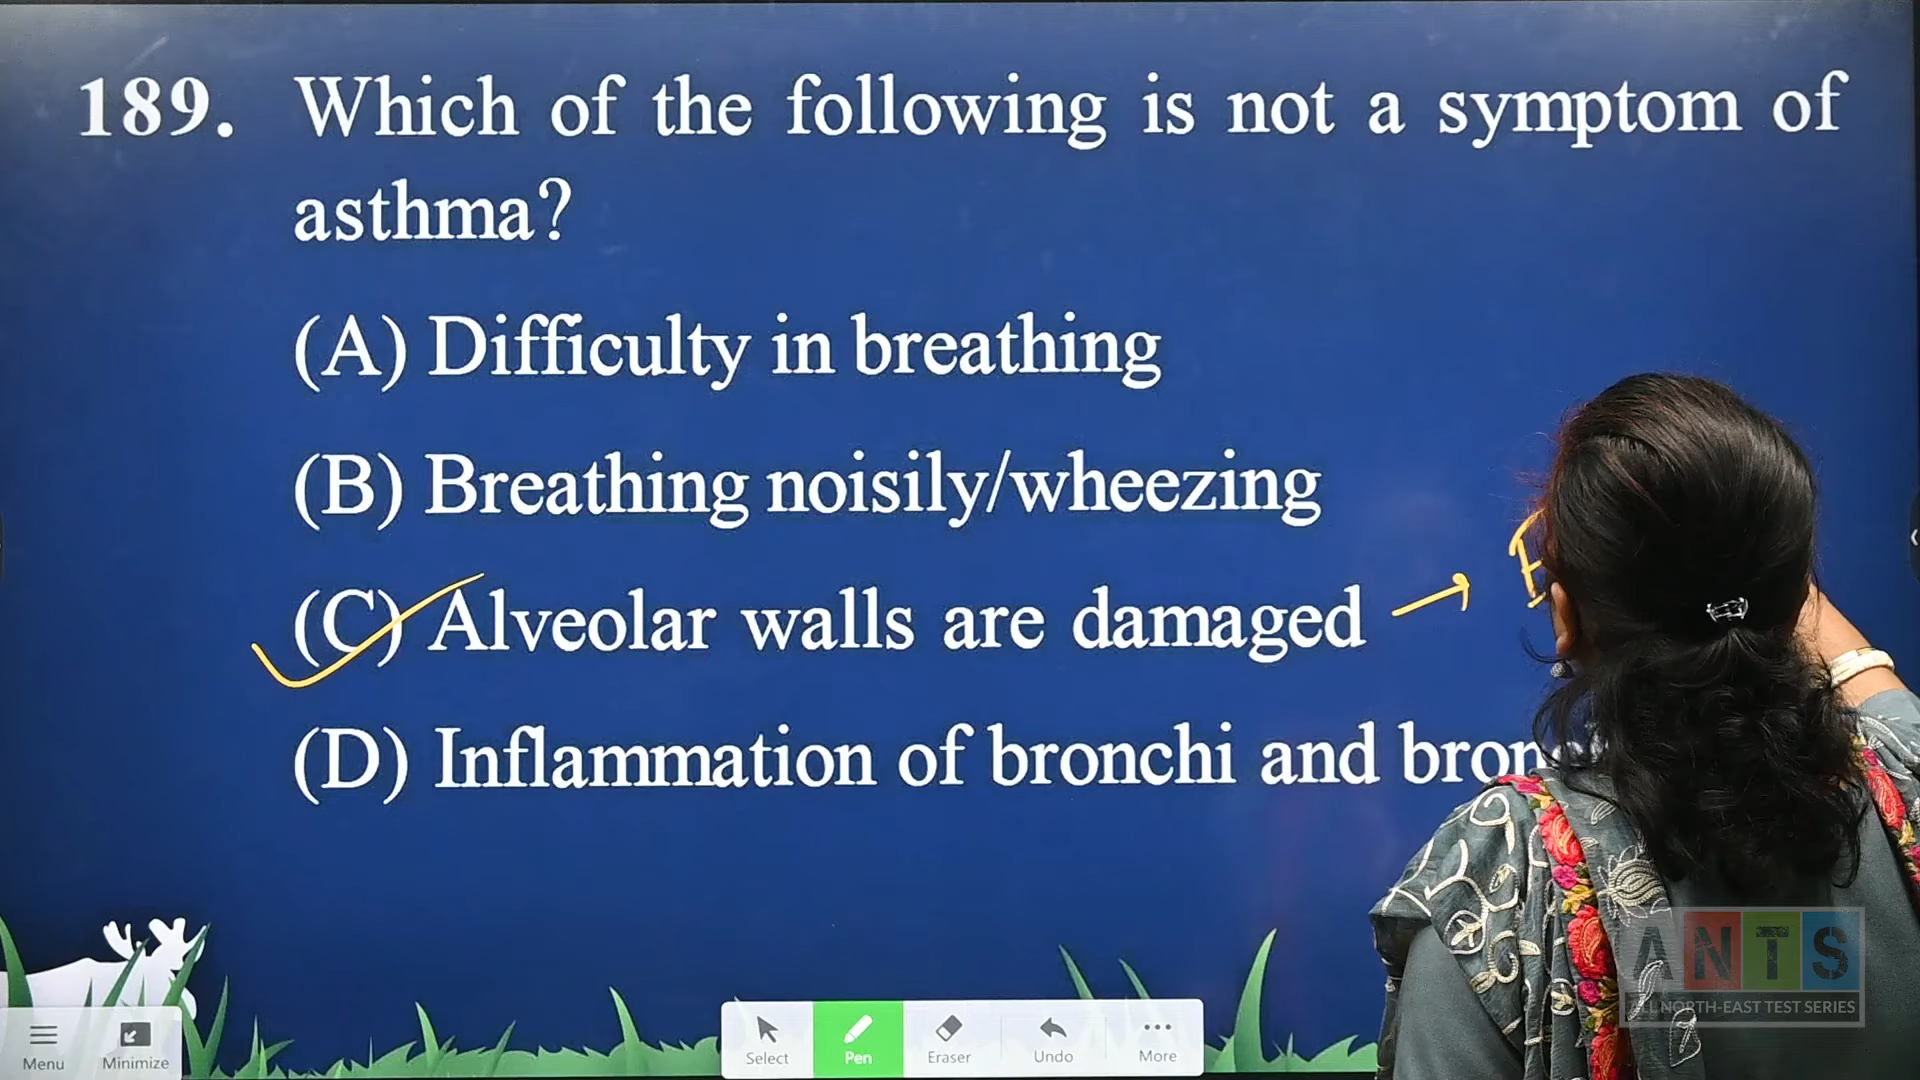 189. Which of the following is not a symptom of
asthma?
(A) Difficulty in breathing
(B) Breathing noisily/wheezing
(C) Alveolar walls are damaged →
(D) Inflammation of bronchi and
Menu
Minimize
Select
Pen
Eraser
Undo
More
ANTS
ALL NORTH-EAST TEST SERIES